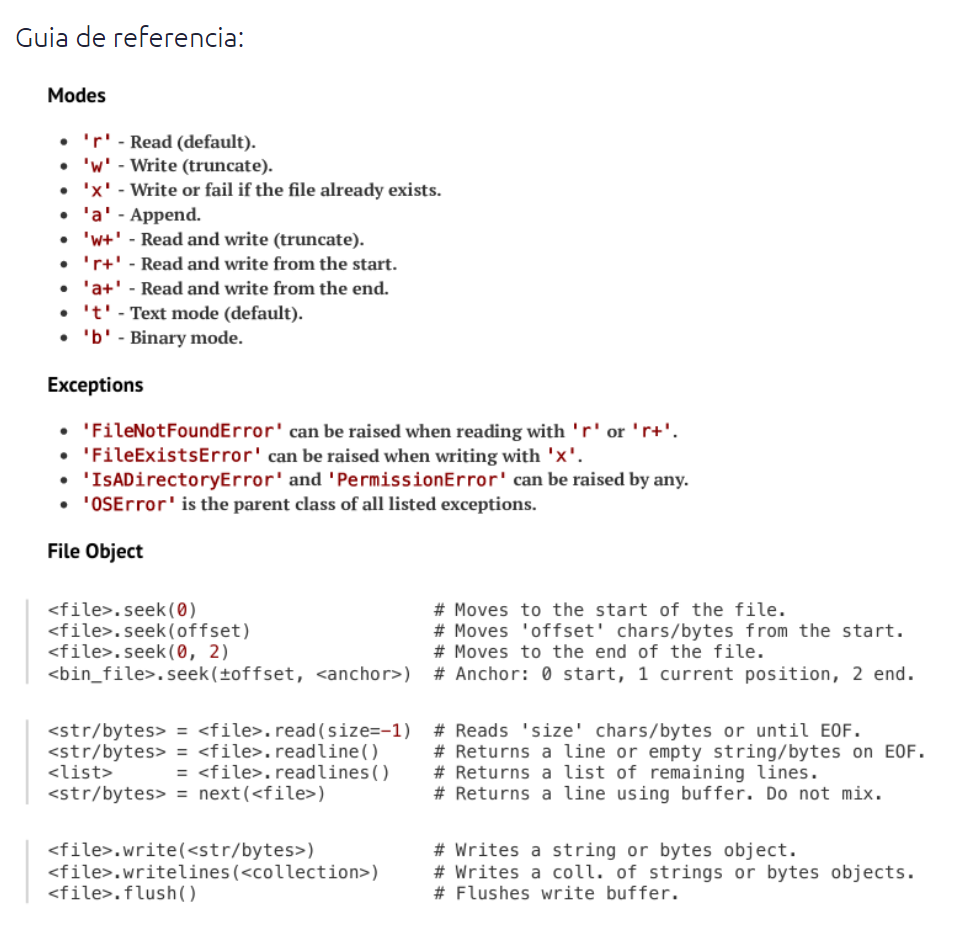 Guia de referencia:
Modes
• 'r' - Read (default).
• 'w' - Write (truncate).
• 'x' - Write or fail if the file already exists.
• 'a' - Append.
• 'w+' - Read and write (truncate).
• 'r+' - Read and write from the start.
• 'a+' - Read and write from the end.
• 't' - Text mode (default).
• 'b' - Binary mode.
Exceptions
• 'FileNotFoundError' can be raised when reading with 'r' or 'r+'.
• 'FileExistsError' can be raised when writing with 'x'.
• 'IsADirectoryError' and 'PermissionError' can be raised by any.
• 'OSError' is the parent class of all listed exceptions.
File Object
<file>.seek(0)                      # Moves to the start of the file.
<file>.seek(offset)                 # Moves 'offset' chars/bytes from the start.
<file>.seek(0, 2)                   # Moves to the end of the file.
<bin_file>.seek(±offset, <anchor>)  # Anchor: 0 start, 1 current position, 2 end.
<str/bytes> = <file>.read(size=-1)  # Reads 'size' chars/bytes or until EOF.
<str/bytes> = <file>.readline()     # Returns a line or empty string/bytes on EOF.
<list>      = <file>.readlines()    # Returns a list of remaining lines.
<str/bytes> = next(<file>)          # Returns a line using buffer. Do not mix.
<file>.write(<str/bytes>)           # Writes a string or bytes object.
<file>.writelines(<collection>)     # Writes a coll. of strings or bytes objects.
<file>.flush()                      # Flushes write buffer.